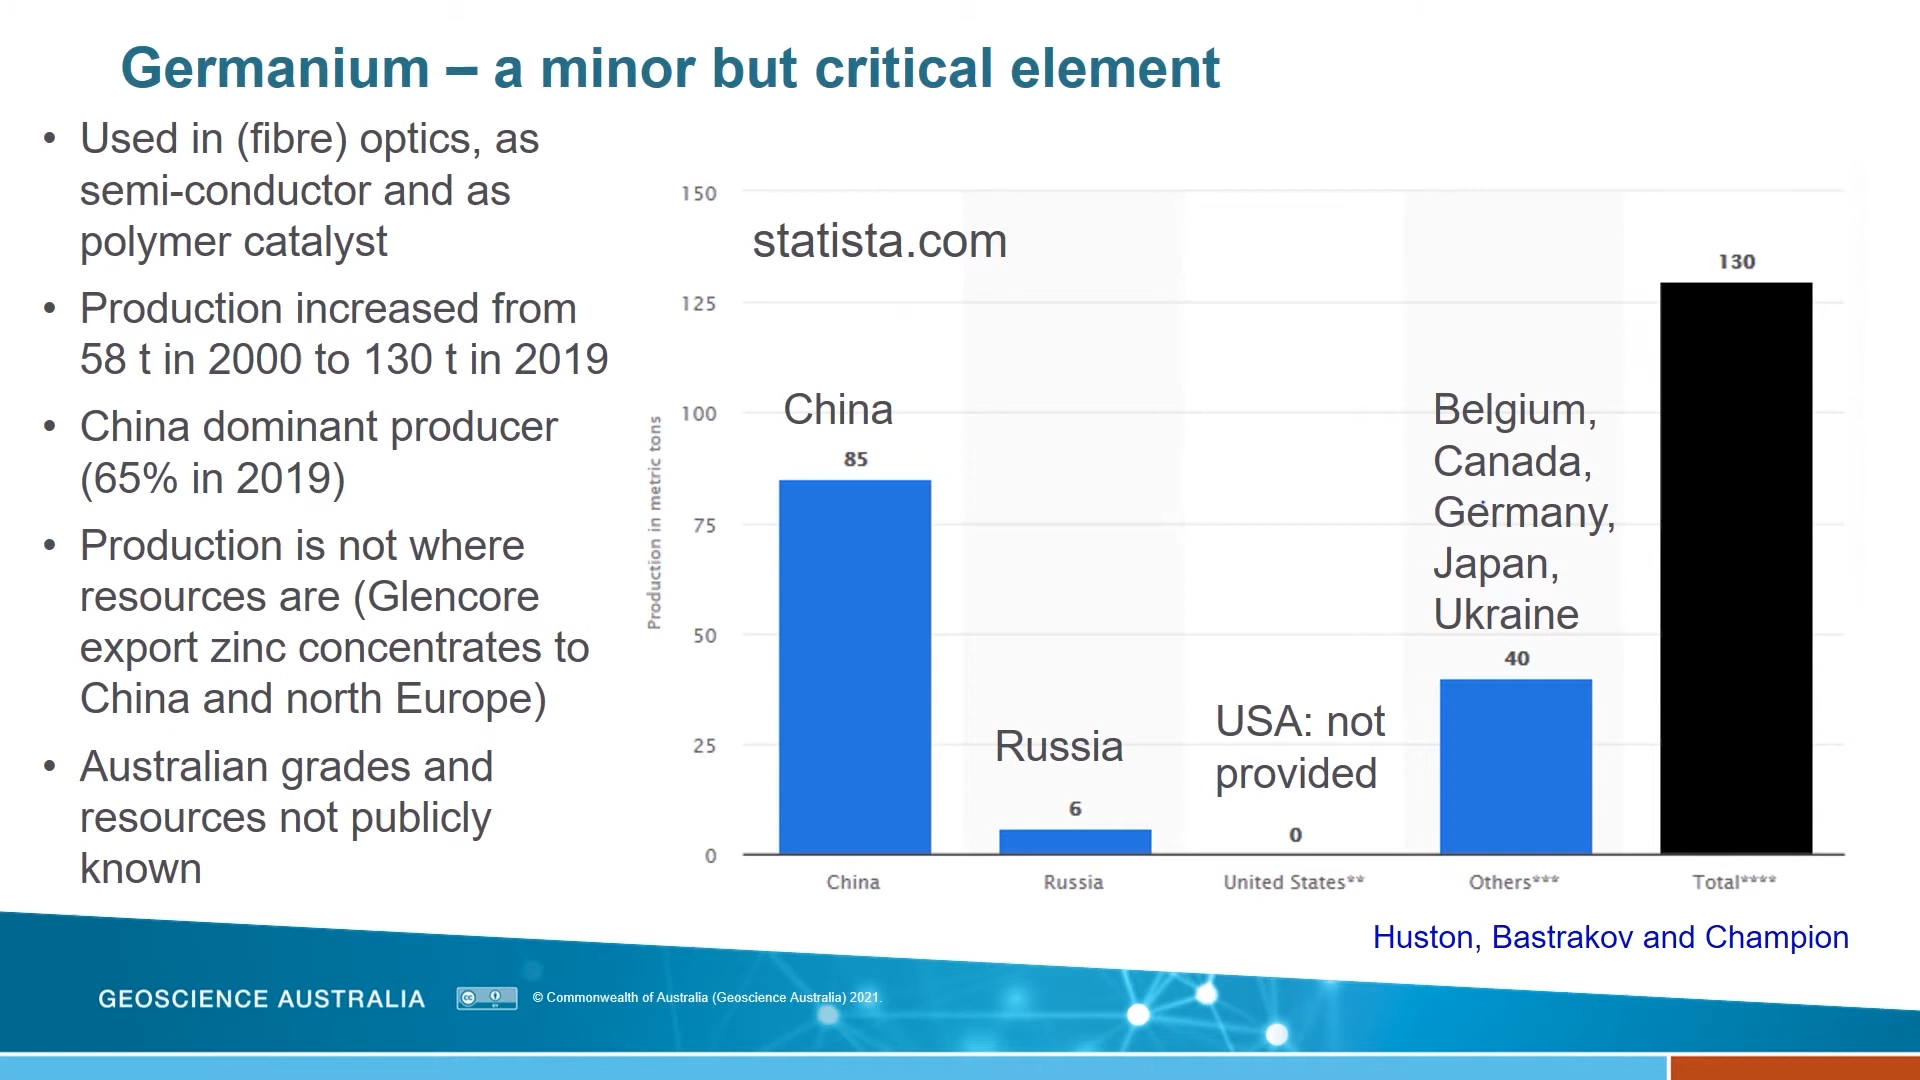 Germanium – a minor but critical element
• Used in (fibre) optics, as
semi-conductor and as
polymer catalyst
• Production increased from
58 t in 2000 to 130 t in 2019
• China dominant producer
(65% in 2019)
• Production is not where
resources are (Glencore
export zinc concentrates to
China and north Europe)
• Australian grades and
resources not publicly
known
statista.com
Production in metric tons
150
125
100
75
50
25
0
China
85
Russia
6
USA: not
provided
0
Belgium,
Canada,
Germany,
Japan,
Ukraine
40
130
China
Russia
United States**
Others***
Total****
Huston, Bastrakov and Champion
GEOSCIENCE AUSTRALIA
cc
BY
© Commonwealth of Australia (Geoscience Australia) 2021.